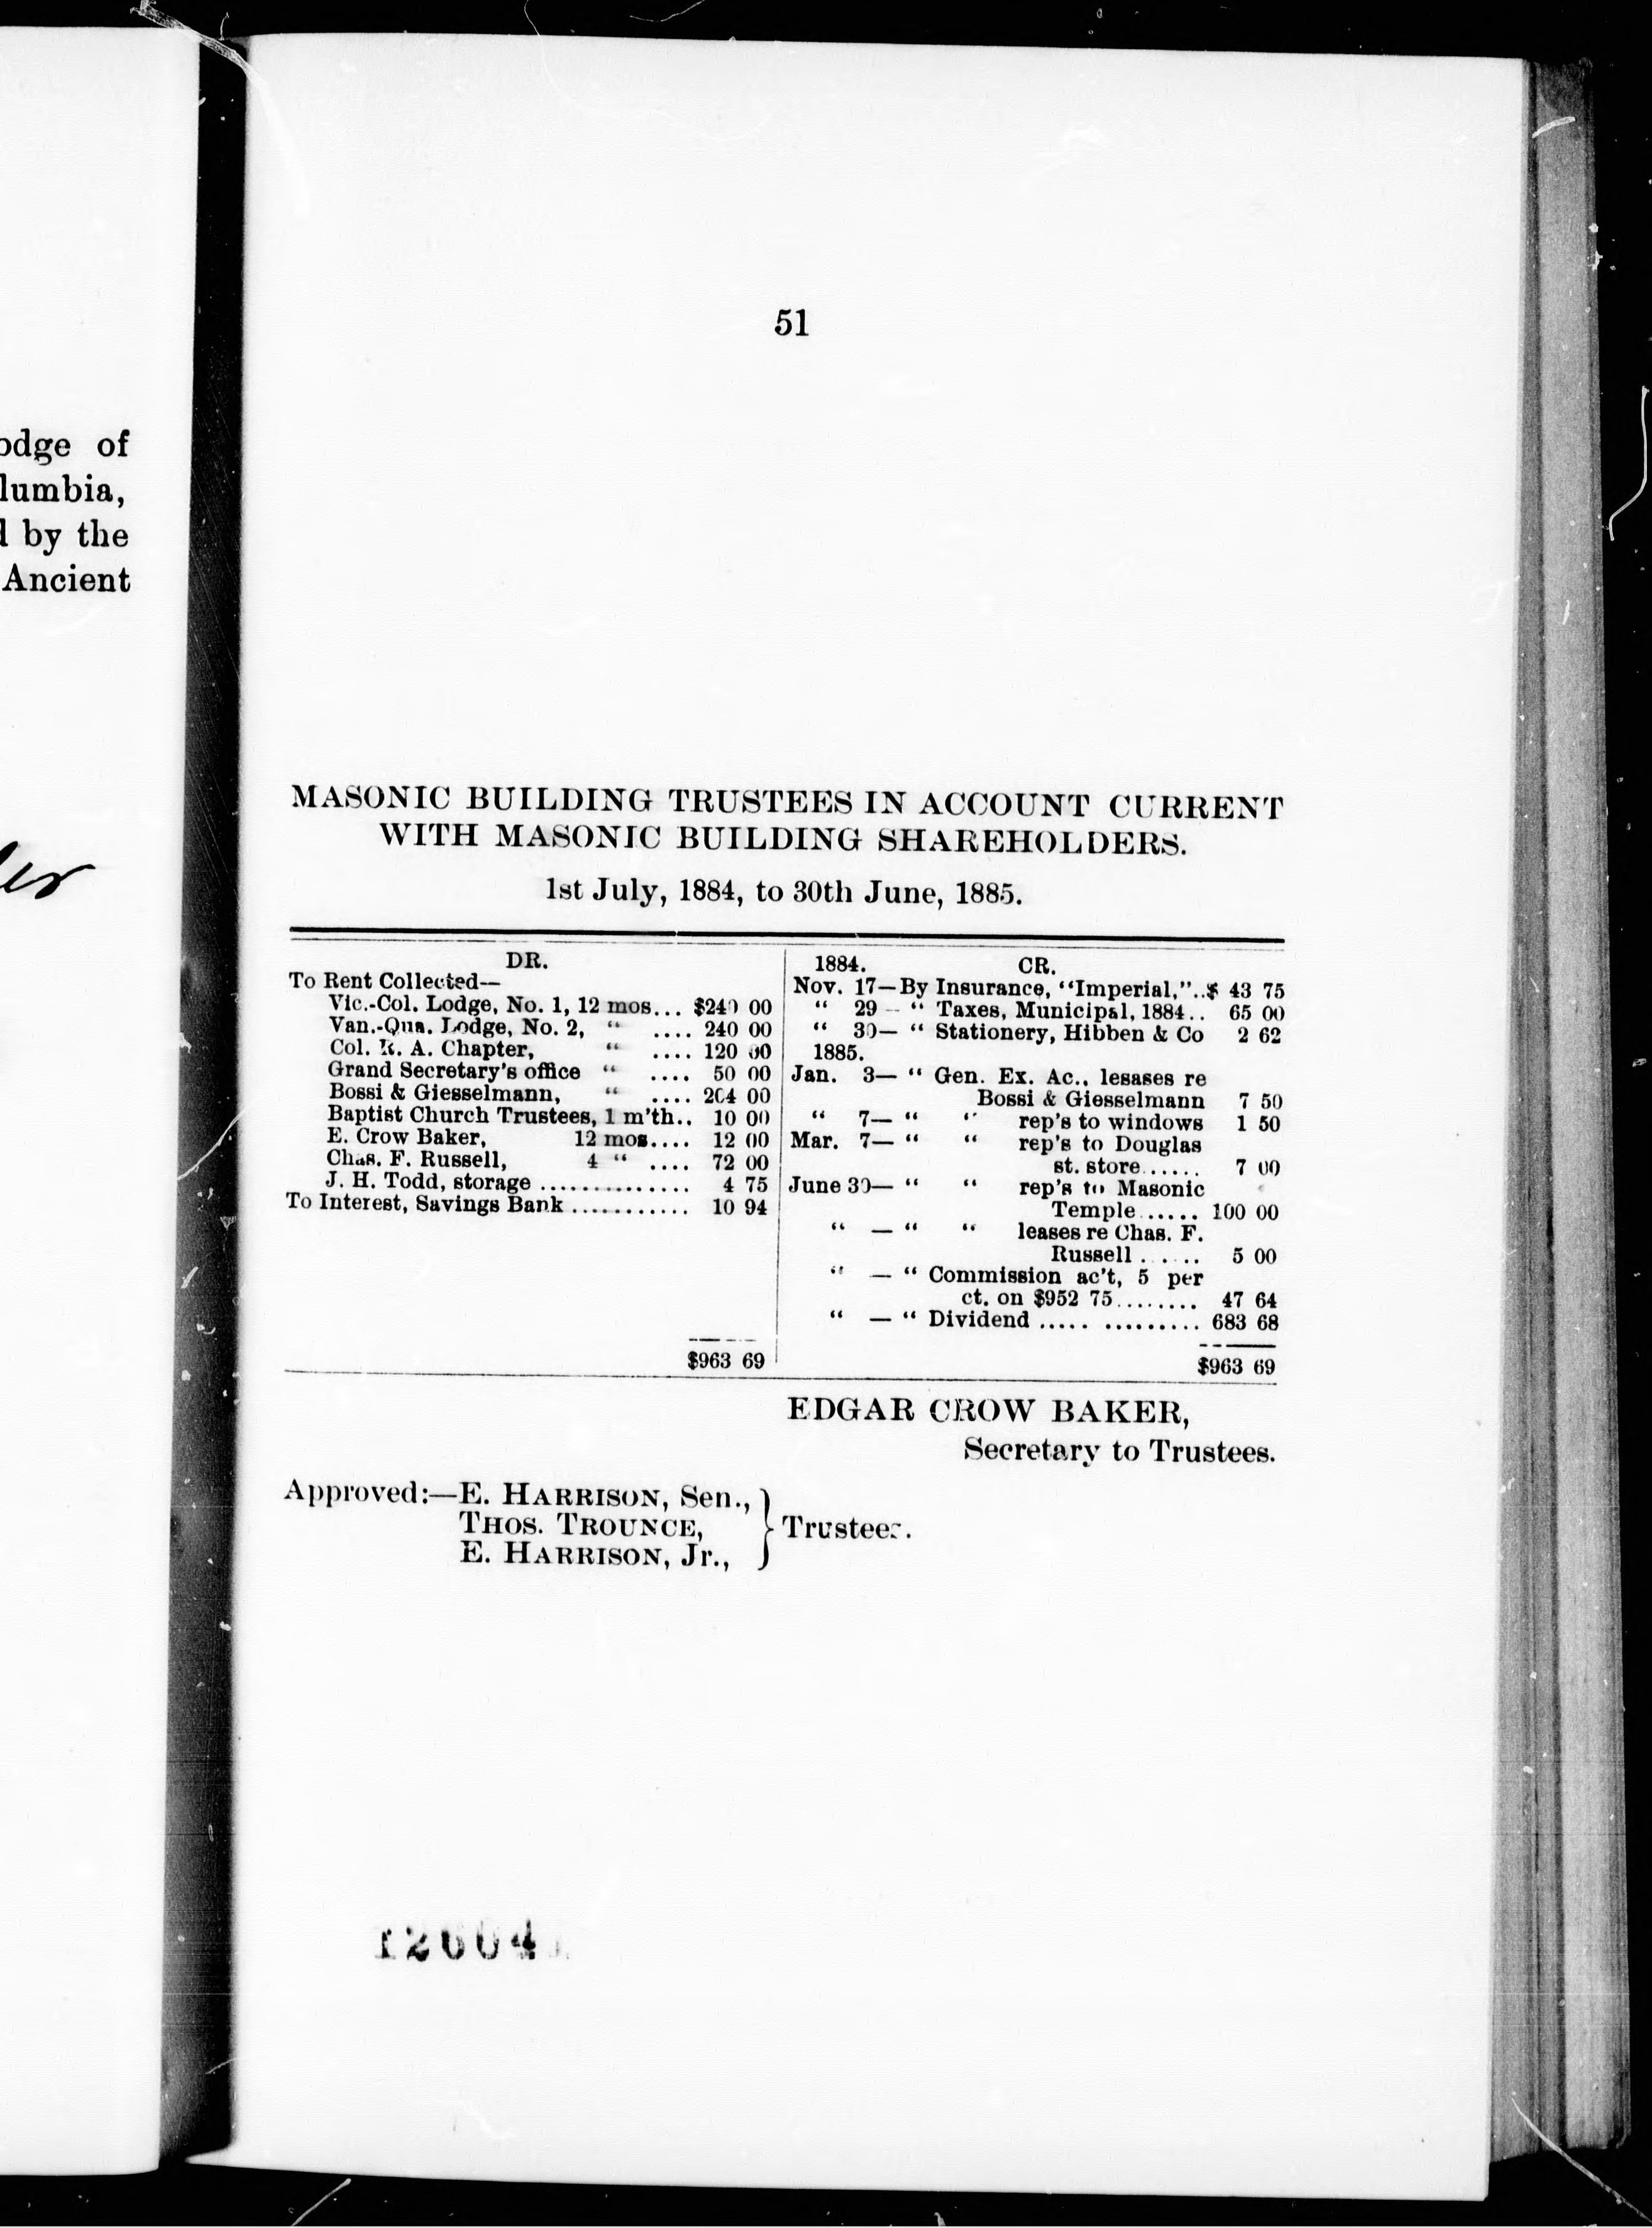 odge of
lumbia,
d by the
Ancient
51
MASONIC BUILDING TRUSTEES IN ACCOUNT CURRENT
WITH MASONIC BUILDING SHAREHOLDERS.
1st July, 1884, to 30th June, 1885.
DR.
To Rent Collected—
Vic.-Col. Lodge, No. 1, 12 mos... $240 00
Van.-Qua. Lodge, No. 2, “ .... 240 00
Col. R. A. Chapter, “ .... 120 00
Grand Secretary's office “ .... 50 00
Bossi & Giesselmann, “ .... 204 00
Baptist Church Trustees, 1 m'th.. 10 00
E. Crow Baker, 12 mos.... 12 00
Chas. F. Russell, 4 “ .... 72 00
J. H. Todd, storage .............. 4 75
To Interest, Savings Bank ........... 10 94
$963 69
1884. CR.
Nov. 17—By Insurance, “Imperial,”..$ 43 75
“ 29 — “ Taxes, Municipal, 1884.. 65 00
“ 30— “ Stationery, Hibben & Co 2 62
1885.
Jan. 3— “ Gen. Ex. Ac., lesases re
Bossi & Giesselmann 7 50
“ 7— “ “ rep's to windows 1 50
Mar. 7— “ “ rep's to Douglas
st. store...... 7 00
June 30— “ “ rep's to Masonic
Temple...... 100 00
“ — “ “ leases re Chas. F.
Russell...... 5 00
“ — “ Commission ac't, 5 per
ct. on $952 75........ 47 64
“ — “ Dividend ..... ......... 683 68
$963 69
EDGAR CROW BAKER,
Secretary to Trustees.
Approved:—E. HARRISON, Sen.,
THOS. TROUNCE, } Trustees.
E. HARRISON, Jr.,